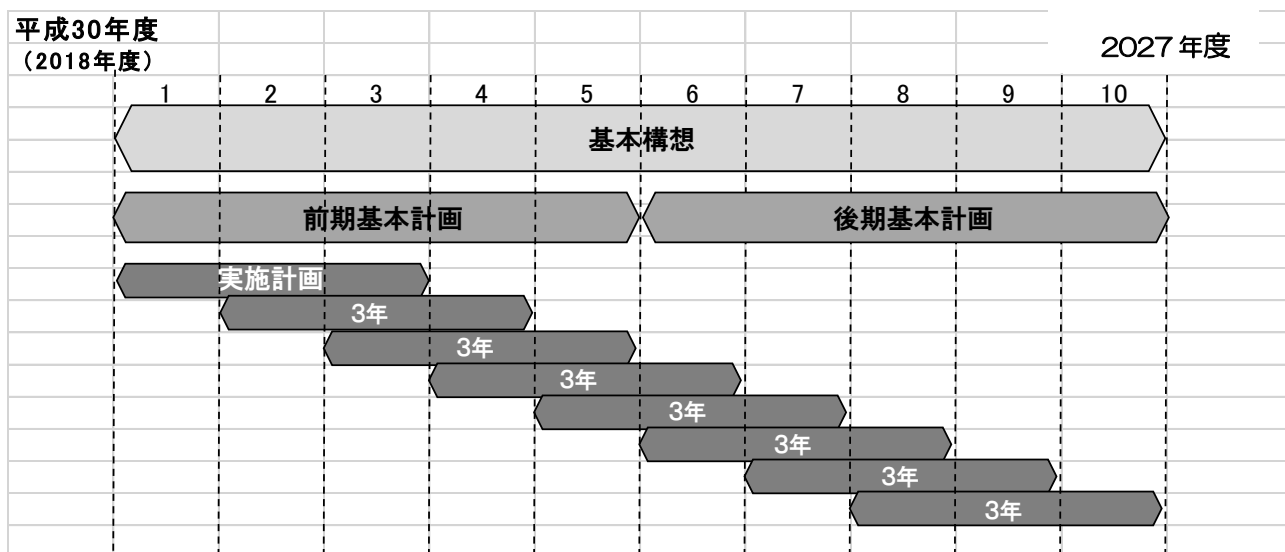 平成30年度
（2018年度）
2027年度
1 2 3 4 5 6 7 8 9 10
基本構想
前期基本計画 後期基本計画
実施計画
3年
3年
3年
3年
3年
3年
3年